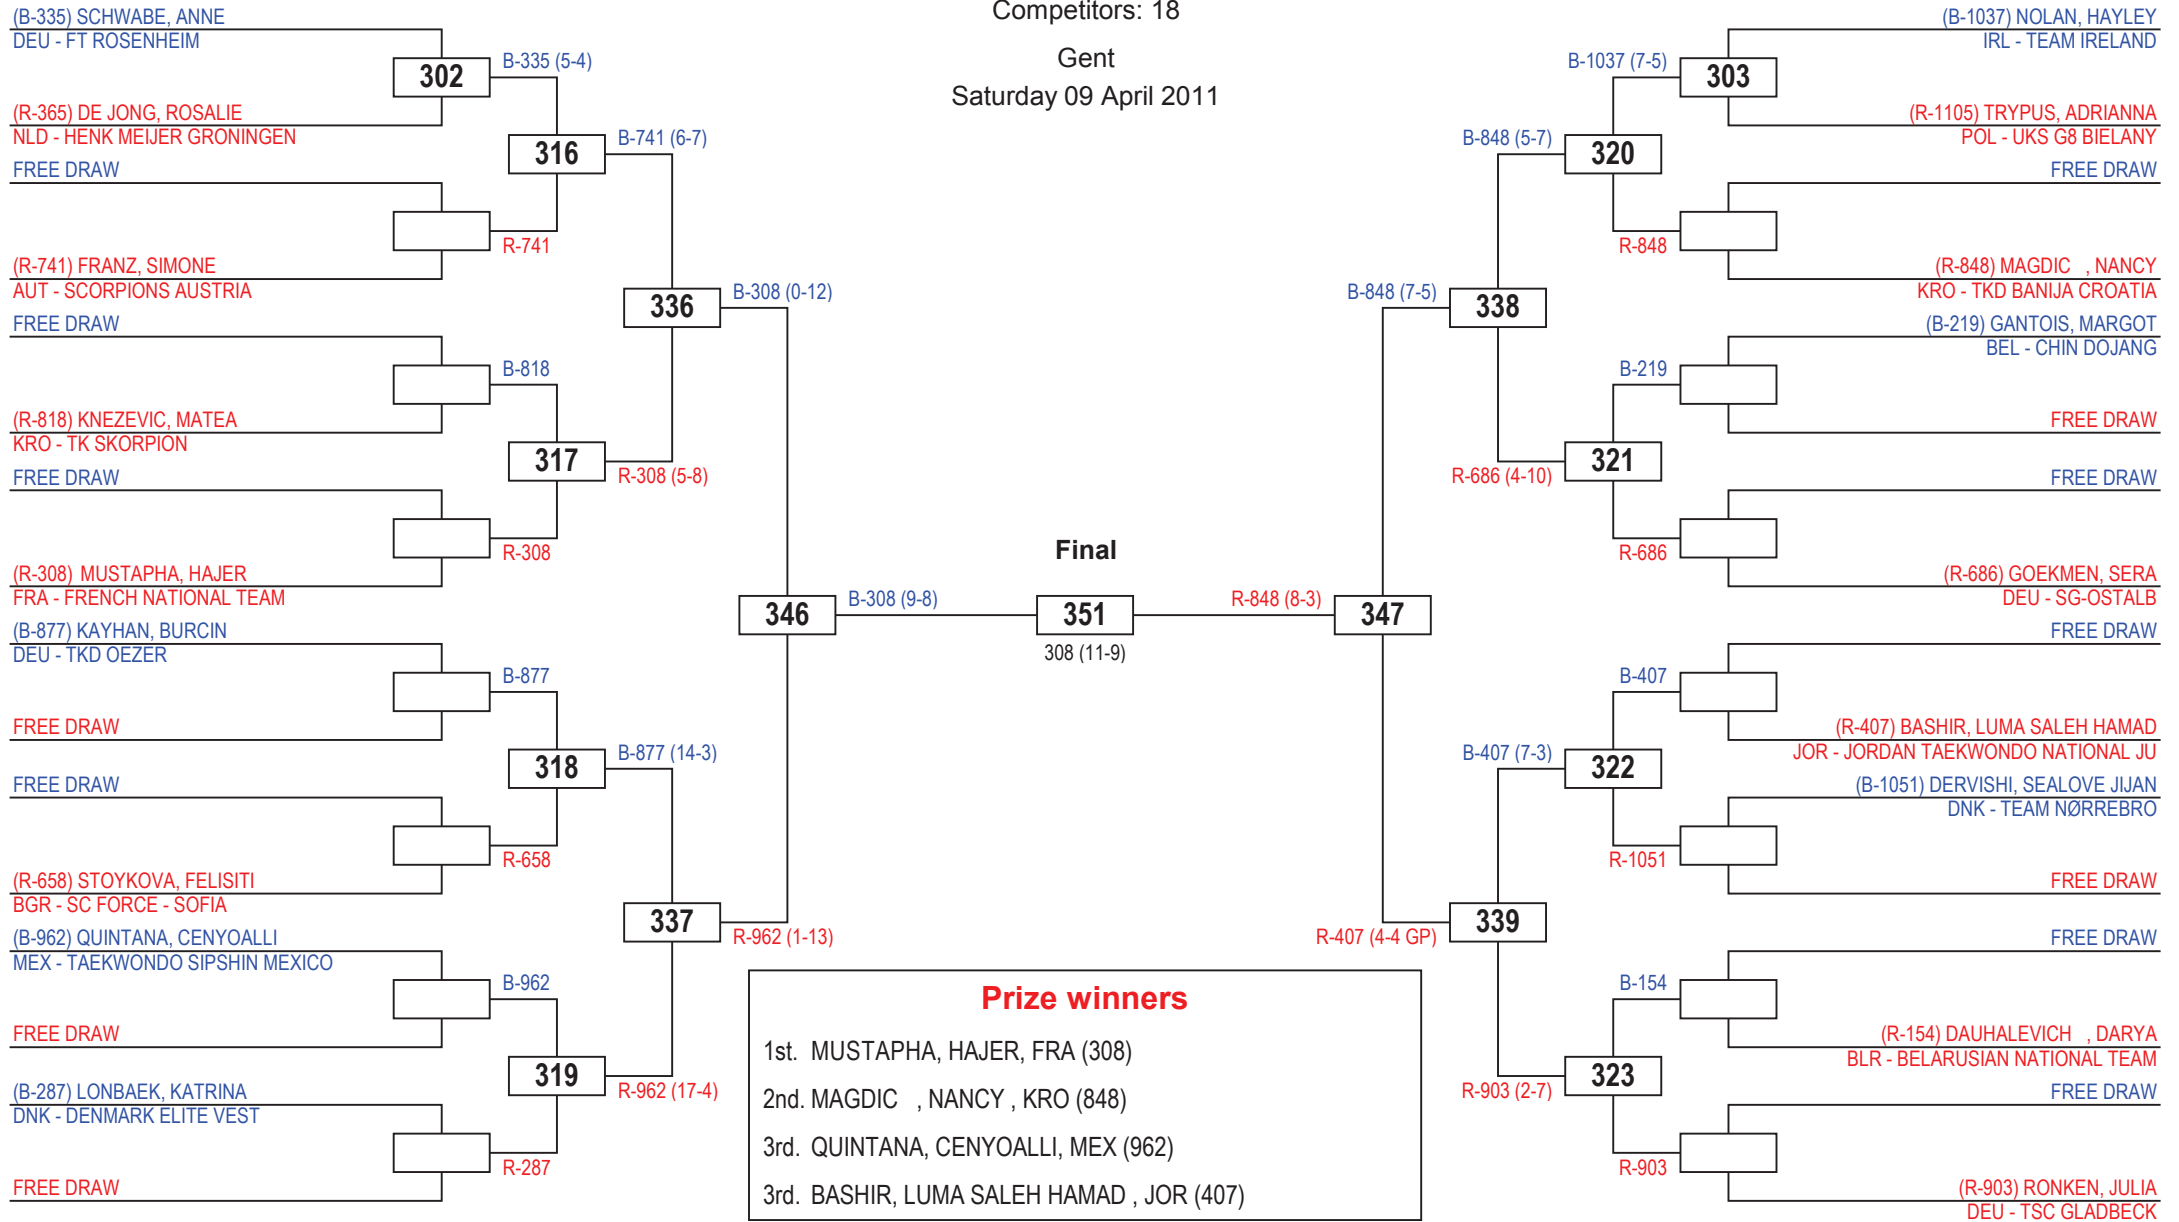 Competitors: 18
Gent
Saturday 09 April 2011
(B-335) SCHWABE, ANNE
DEU - FT ROSENHEIM
302
B-335 (5-4)
(R-365) DE JONG, ROSALIE
NLD - HENK MEIJER GRONINGEN
316
B-741 (6-7)
FREE DRAW
R-741
(R-741) FRANZ, SIMONE
AUT - SCORPIONS AUSTRIA
336
B-308 (0-12)
FREE DRAW
B-818
(R-818) KNEZEVIC, MATEA
KRO - TK SKORPION
317
R-308 (5-8)
FREE DRAW
R-308
(R-308) MUSTAPHA, HAJER
FRA - FRENCH NATIONAL TEAM
346
B-308 (9-8)
(B-877) KAYHAN, BURCIN
DEU - TKD OEZER
B-877
FREE DRAW
318
B-877 (14-3)
FREE DRAW
R-658
(R-658) STOYKOVA, FELISITI
BGR - SC FORCE - SOFIA
337
R-962 (1-13)
(B-962) QUINTANA, CENYOALLI
MEX - TAEKWONDO SIPSHIN MEXICO
B-962
FREE DRAW
319
R-962 (17-4)
(B-287) LONBAEK, KATRINA
DNK - DENMARK ELITE VEST
R-287
FREE DRAW
Final
351
308 (11-9)
(B-1037) NOLAN, HAYLEY
IRL - TEAM IRELAND
B-1037 (7-5)
303
(R-1105) TRYPUS, ADRIANNA
POL - UKS G8 BIELANY
B-848 (5-7)
320
FREE DRAW
R-848
(R-848) MAGDIC , NANCY
KRO - TKD BANIJA CROATIA
B-848 (7-5)
338
(B-219) GANTOIS, MARGOT
BEL - CHIN DOJANG
B-219
FREE DRAW
R-686 (4-10)
321
FREE DRAW
R-686
(R-686) GOEKMEN, SERA
DEU - SG-OSTALB
R-848 (8-3)
347
FREE DRAW
B-407
(R-407) BASHIR, LUMA SALEH HAMAD
JOR - JORDAN TAEKWONDO NATIONAL JU
B-407 (7-3)
322
(B-1051) DERVISHI, SEALOVE JIJAN
DNK - TEAM NØRREBRO
R-1051
FREE DRAW
R-407 (4-4 GP)
339
FREE DRAW
B-154
(R-154) DAUHALEVICH , DARYA
BLR - BELARUSIAN NATIONAL TEAM
R-903 (2-7)
323
FREE DRAW
R-903
(R-903) RONKEN, JULIA
DEU - TSC GLADBECK
Prize winners
1st. MUSTAPHA, HAJER, FRA (308)
2nd. MAGDIC , NANCY , KRO (848)
3rd. QUINTANA, CENYOALLI, MEX (962)
3rd. BASHIR, LUMA SALEH HAMAD , JOR (407)